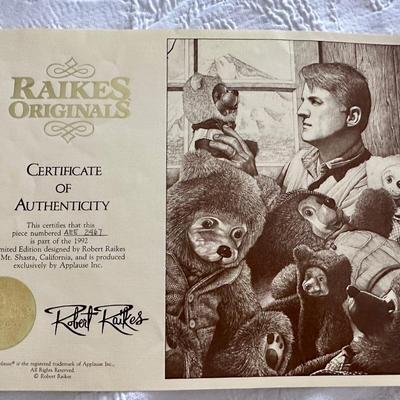 RAIKES
ORIGINALS
CERTIFICATE
OF
AUTHENTICITY
This certifies that this
piece numbered 2487
is part of the 1992
imited Edition designed by Robert Raikes
Mt. Shasta, California, and is produced
exclusively by Applause Inc.
Robert Raikes
plause® is the registered trademark of Applause Inc.,
All Rights Reserved.
© Robert Raikes